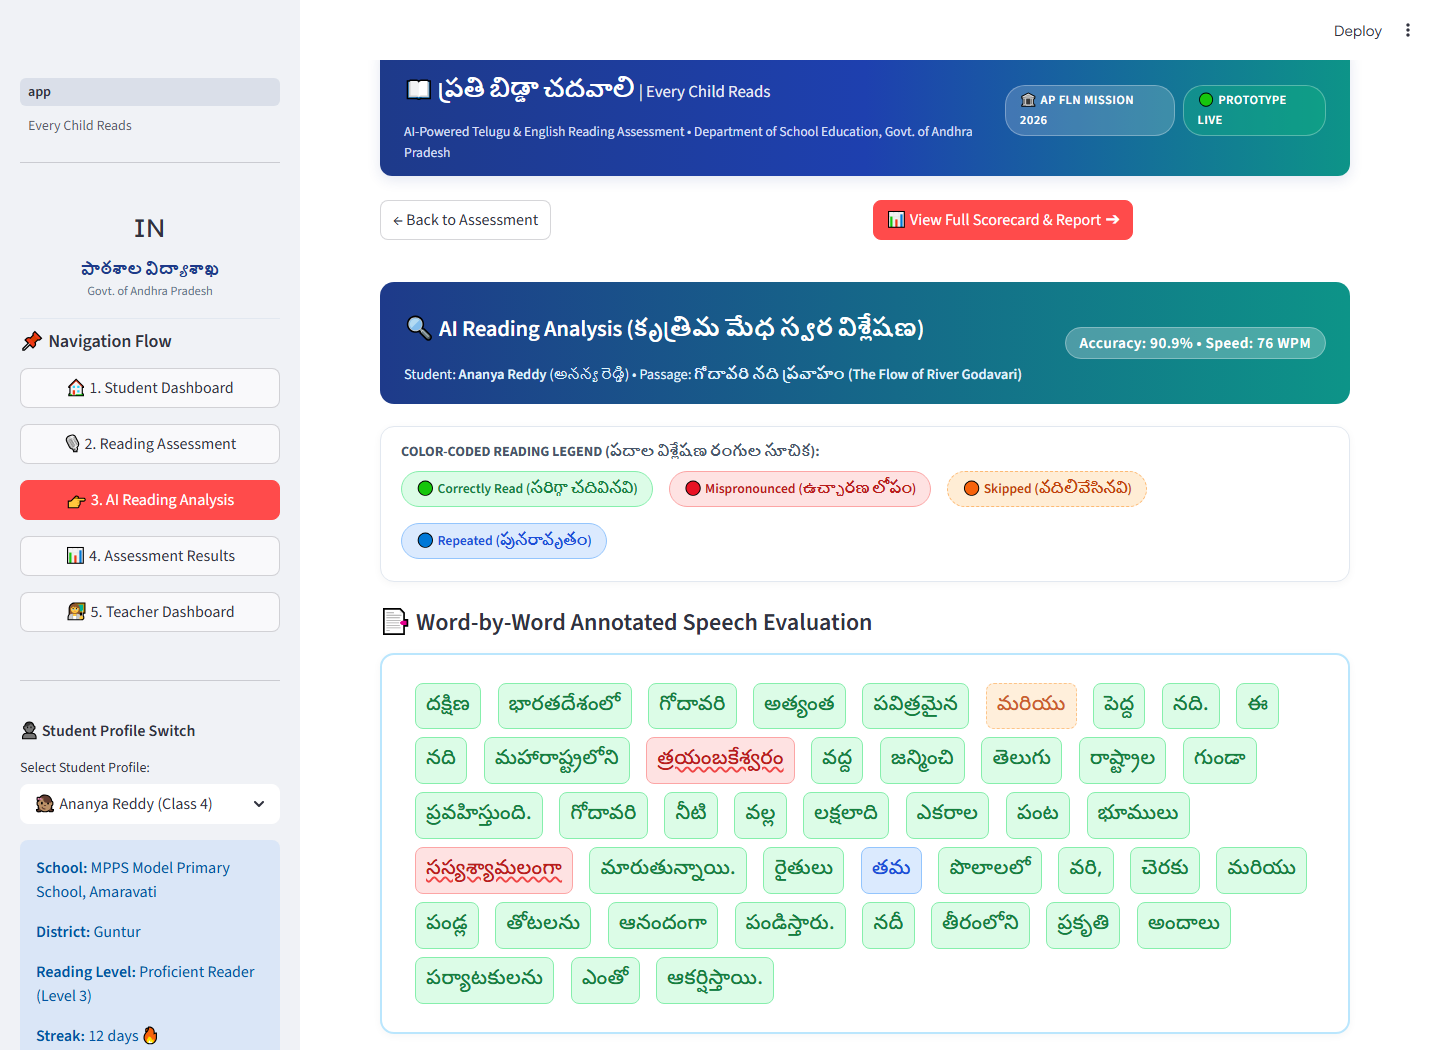 Deploy
app
Every Child Reads
IN
పాఠశాల విద్యాశాఖ
Govt. of Andhra Pradesh
📌 Navigation Flow
🏠 1. Student Dashboard
🎙️ 2. Reading Assessment
👉 3. AI Reading Analysis
📊 4. Assessment Results
👩‍🏫 5. Teacher Dashboard
👤 Student Profile Switch
Select Student Profile:
Ananya Reddy (Class 4)
School: MPPS Model Primary
School, Amaravati
District: Guntur
Reading Level: Proficient Reader
(Level 3)
Streak: 12 days 🔥
📖 ప్రతి బిడ్డా చదవాలి | Every Child Reads
AI-Powered Telugu & English Reading Assessment • Department of School Education, Govt. of Andhra
Pradesh
🏛️ AP FLN MISSION
2026
🟢 PROTOTYPE
LIVE
← Back to Assessment
📊 View Full Scorecard & Report ➔
🔍 AI Reading Analysis (కృత్రిమ మేధ స్వర విశ్లేషణ)
Student: Ananya Reddy (అనన్య రెడ్డి) • Passage: గోదావరి నది ప్రవాహం (The Flow of River Godavari)
Accuracy: 90.9% • Speed: 76 WPM
COLOR-CODED READING LEGEND (పదాల విశ్లేషణ రంగుల సూచిక):
🟢 Correctly Read (సరిగ్గా చదివినవి) 🔴 Mispronounced (ఉచ్చారణ లోపం) 🟠 Skipped (వదిలివేసినవి)
🔵 Repeated (పునరావృతం)
📑 Word-by-Word Annotated Speech Evaluation
దక్షిణ భారతదేశంలో గోదావరి అత్యంత పవిత్రమైన మరియు పెద్ద నది. ఈ
నది మహారాష్ట్రలోని త్రయంబకేశ్వరం వద్ద జన్మించి తెలుగు రాష్ట్రాల గుండా
ప్రవహిస్తుంది. గోదావరి నీటి వల్ల లక్షలాది ఎకరాల పంట భూములు
సస్యశ్యామలంగా మారుతున్నాయి. రైతులు తమ పొలాలలో వరి, చెరకు మరియు
పండ్ల తోటలను ఆనందంగా పండిస్తారు. నదీ తీరంలోని ప్రకృతి అందాలు
పర్యాటకులను ఎంతో ఆకర్షిస్తాయి.